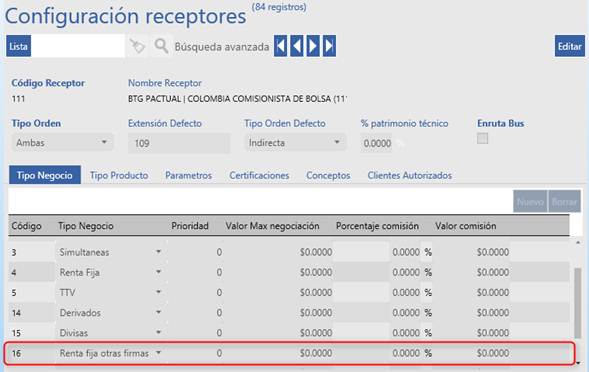 Configuración receptores (84 registros)
Lista Búsqueda avanzada Editar
Código Receptor Nombre Receptor
111 BTG PACTUAL | COLOMBIA COMISIONISTA DE BOLSA (11
Tipo Orden Extensión Defecto Tipo Orden Defecto % patrimonio técnico Enruta Bus
Ambas 109 Indirecta 0.0000 %
Tipo Negocio Tipo Producto Parametros Certificaciones Conceptos Clientes Autorizados
Nuevo Borrar
Código Tipo Negocio Prioridad Valor Max negociación Porcentaje comisión Valor comisión
3 Simultaneas 0 $0.0000 0.0000 % $0.0000
4 Renta Fija 0 $0.0000 0.0000 % $0.0000
5 TTV 0 $0.0000 0.0000 % $0.0000
14 Derivados 0 $0.0000 0.0000 % $0.0000
15 Divisas 0 $0.0000 0.0000 % $0.0000
16 Renta fija otras firmas 0 $0.0000 0.0000 % $0.0000